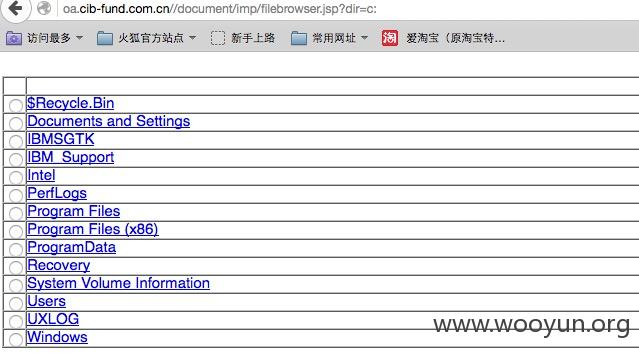 oa.cib-fund.com.cn//document/imp/filebrowser.jsp?dir=c:
访问最多 火狐官方站点 新手上路 常用网址 淘 爱淘宝（原淘宝特...
$Recycle.Bin
Documents and Settings
IBMSGTK
IBM_Support
Intel
PerfLogs
Program Files
Program Files (x86)
ProgramData
Recovery
System Volume Information
Users
UXLOG
Windows
www.wooyun.org